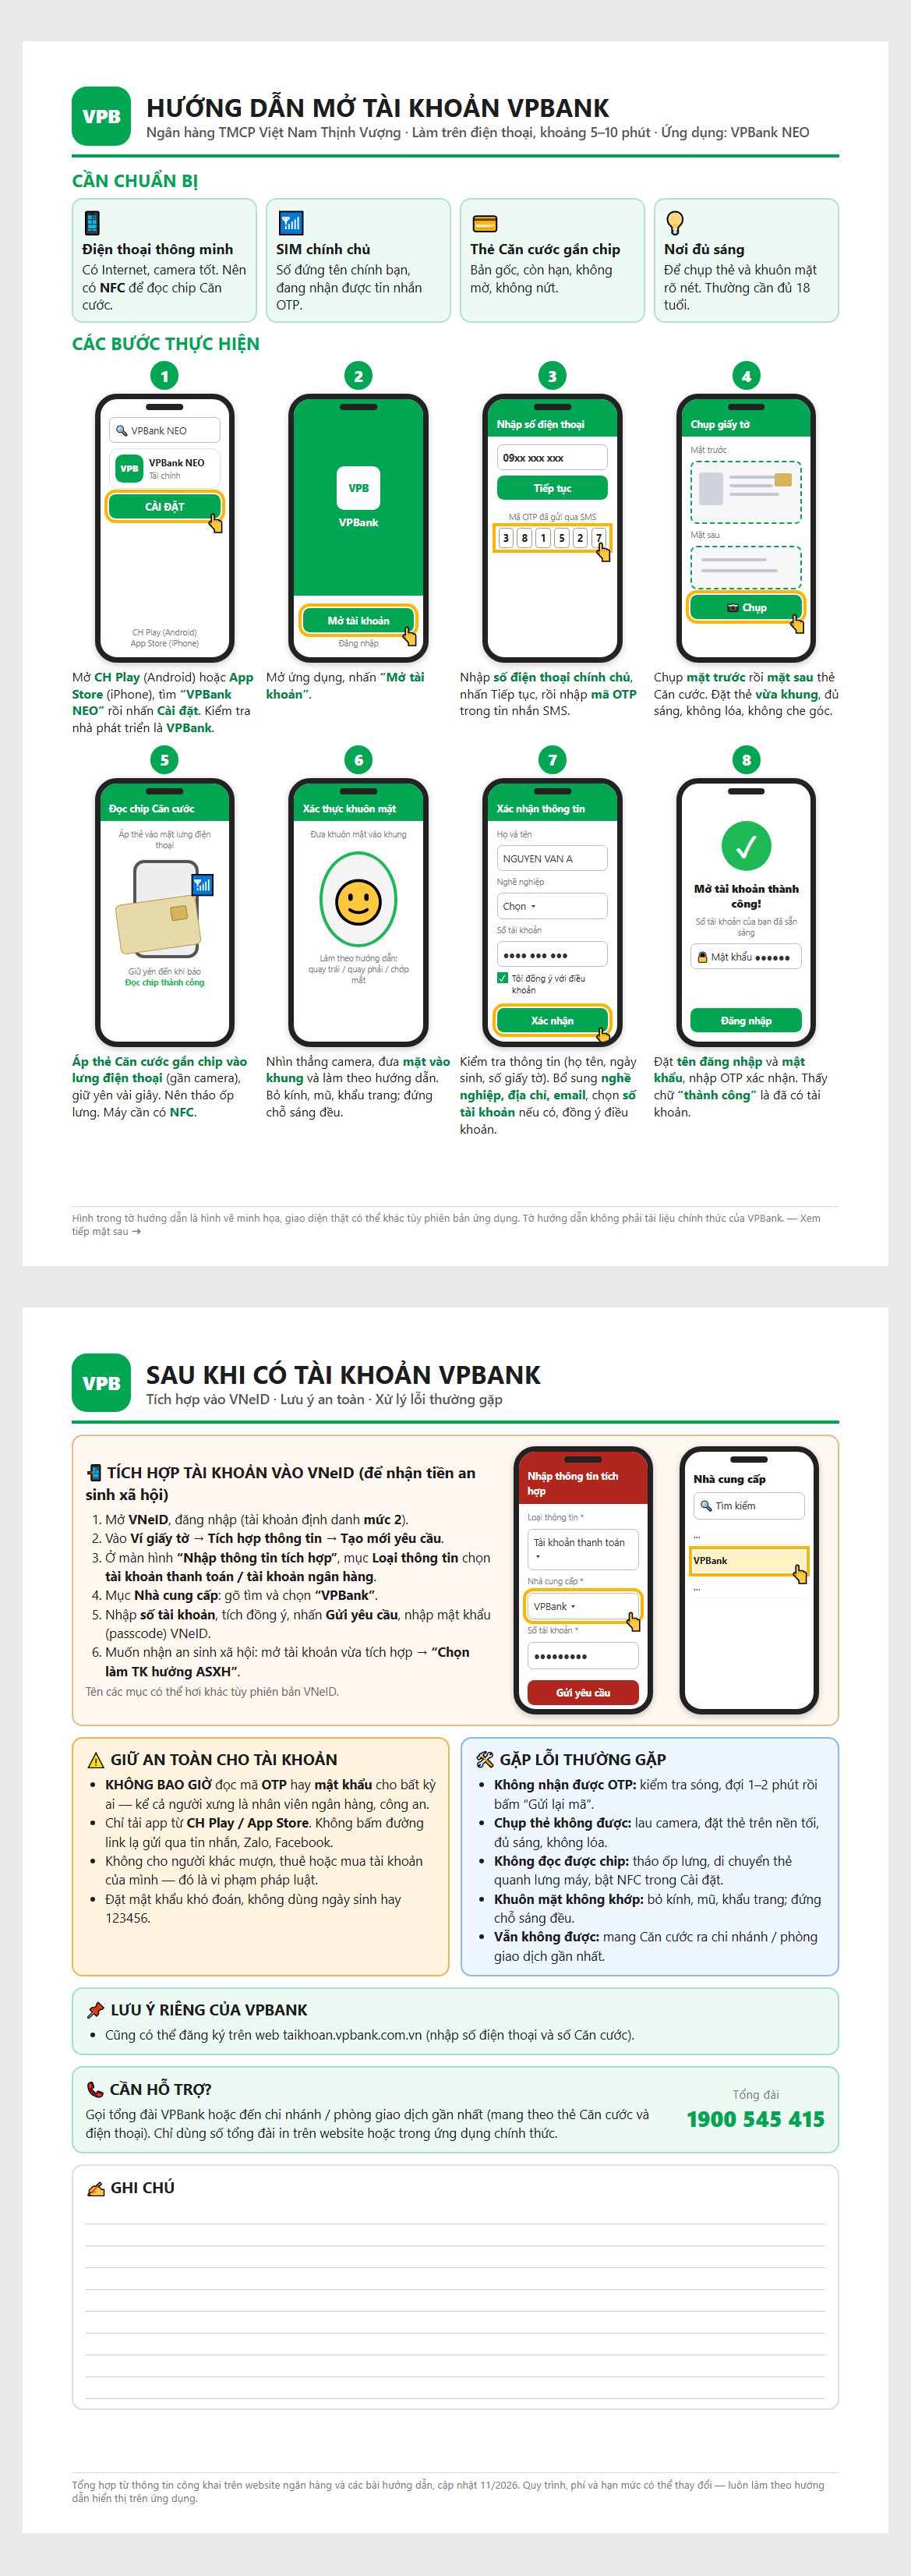 VPB
HƯỚNG DẪN MỞ TÀI KHOẢN VPBANK
Ngân hàng TMCP Việt Nam Thịnh Vượng · Làm trên điện thoại, khoảng 5–10 phút · Ứng dụng: VPBank NEO
CẦN CHUẨN BỊ
Điện thoại thông minh
Có Internet, camera tốt. Nên
có NFC để đọc chip Căn
cước.
SIM chính chủ
Số đứng tên chính bạn,
đang nhận được tin nhắn
OTP.
Thẻ Căn cước gắn chip
Bản gốc, còn hạn, không
mờ, không nứt.
Nơi đủ sáng
Để chụp thẻ và khuôn mặt
rõ nét. Thường cần đủ 18
tuổi.
CÁC BƯỚC THỰC HIỆN
1
VPBank NEO
VPB
VPBank NEO
Tài chính
CÀI ĐẶT
CH Play (Android)
App Store (iPhone)
Mở CH Play (Android) hoặc App
Store (iPhone), tìm “VPBank
NEO” rồi nhấn Cài đặt. Kiểm tra
nhà phát triển là VPBank.
2
VPB
VPBank
Mở tài khoản
Đăng nhập
Mở ứng dụng, nhấn “Mở tài
khoản”.
3
Nhập số điện thoại
09xx xxx xxx
Tiếp tục
Mã OTP đã gửi qua SMS
3 8 1 5 2 7
Nhập số điện thoại chính chủ,
nhấn Tiếp tục, rồi nhập mã OTP
trong tin nhắn SMS.
4
Chụp giấy tờ
Mặt trước
Mặt sau
Chụp
Chụp mặt trước rồi mặt sau thẻ
Căn cước. Đặt thẻ vừa khung, đủ
sáng, không lóa, không che góc.
5
Đọc chip Căn cước
Áp thẻ vào mặt lưng điện
thoại
Giữ yên đến khi báo
Đọc chip thành công
Áp thẻ Căn cước gắn chip vào
lưng điện thoại (gần camera),
giữ yên vài giây. Nên tháo ốp
lưng. Máy cần có NFC.
6
Xác thực khuôn mặt
Đưa khuôn mặt vào khung
Làm theo hướng dẫn:
quay trái / quay phải / chớp
mắt
Nhìn thẳng camera, đưa mặt vào
khung và làm theo hướng dẫn.
Bỏ kính, mũ, khẩu trang; đứng
chỗ sáng đều.
7
Xác nhận thông tin
Họ và tên
NGUYEN VAN A
Nghề nghiệp
Chọn ▾
Số tài khoản
●●●● ●●● ●●●
Tôi đồng ý với điều
khoản
Xác nhận
Kiểm tra thông tin (họ tên, ngày
sinh, số giấy tờ). Bổ sung nghề
nghiệp, địa chỉ, email, chọn số
tài khoản nếu có, đồng ý điều
khoản.
8
Mở tài khoản thành
công!
Số tài khoản của bạn đã sẵn
sàng
Mật khẩu ●●●●●●
Đăng nhập
Đặt tên đăng nhập và mật
khẩu, nhập OTP xác nhận. Thấy
chữ “thành công” là đã có tài
khoản.
Hình trong tờ hướng dẫn là hình vẽ minh họa, giao diện thật có thể khác tùy phiên bản ứng dụng. Tờ hướng dẫn không phải tài liệu chính thức của VPBank. — Xem
tiếp mặt sau →
VPB
SAU KHI CÓ TÀI KHOẢN VPBANK
Tích hợp vào VNeID · Lưu ý an toàn · Xử lý lỗi thường gặp
TÍCH HỢP TÀI KHOẢN VÀO VNeID (để nhận tiền an
sinh xã hội)
1. Mở VNeID, đăng nhập (tài khoản định danh mức 2).
2. Vào Ví giấy tờ → Tích hợp thông tin → Tạo mới yêu cầu.
3. Ở màn hình “Nhập thông tin tích hợp”, mục Loại thông tin chọn
tài khoản thanh toán / tài khoản ngân hàng.
4. Mục Nhà cung cấp: gõ tìm và chọn “VPBank”.
5. Nhập số tài khoản, tích đồng ý, nhấn Gửi yêu cầu, nhập mật khẩu
(passcode) VNeID.
6. Muốn nhận an sinh xã hội: mở tài khoản vừa tích hợp → “Chọn
làm TK hưởng ASXH”.
Tên các mục có thể hơi khác tùy phiên bản VNeID.
Nhập thông tin tích
hợp
Loại thông tin *
Tài khoản thanh toán
▾
Nhà cung cấp *
VPBank ▾
Số tài khoản *
●●●●●●●●●
Gửi yêu cầu
Nhà cung cấp
Tìm kiếm
...
VPBank
...
GIỮ AN TOÀN CHO TÀI KHOẢN
• KHÔNG BAO GIỜ đọc mã OTP hay mật khẩu cho bất kỳ
ai — kể cả người xưng là nhân viên ngân hàng, công an.
• Chỉ tải app từ CH Play / App Store. Không bấm đường
link lạ gửi qua tin nhắn, Zalo, Facebook.
• Không cho người khác mượn, thuê hoặc mua tài khoản
của mình — đó là vi phạm pháp luật.
• Đặt mật khẩu khó đoán, không dùng ngày sinh hay
123456.
GẶP LỖI THƯỜNG GẶP
• Không nhận được OTP: kiểm tra sóng, đợi 1–2 phút rồi
bấm “Gửi lại mã”.
• Chụp thẻ không được: lau camera, đặt thẻ trên nền tối,
đủ sáng, không lóa.
• Không đọc được chip: tháo ốp lưng, di chuyển thẻ
quanh lưng máy, bật NFC trong Cài đặt.
• Khuôn mặt không khớp: bỏ kính, mũ, khẩu trang; đứng
chỗ sáng đều.
• Vẫn không được: mang Căn cước ra chi nhánh / phòng
giao dịch gần nhất.
LƯU Ý RIÊNG CỦA VPBANK
• Cũng có thể đăng ký trên web taikhoan.vpbank.com.vn (nhập số điện thoại và số Căn cước).
CẦN HỖ TRỢ?
Gọi tổng đài VPBank hoặc đến chi nhánh / phòng giao dịch gần nhất (mang theo thẻ Căn cước và
điện thoại). Chỉ dùng số tổng đài in trên website hoặc trong ứng dụng chính thức.
Tổng đài
1900 545 415
GHI CHÚ
Tổng hợp từ thông tin công khai trên website ngân hàng và các bài hướng dẫn, cập nhật 11/2026. Quy trình, phí và hạn mức có thể thay đổi — luôn làm theo hướng
dẫn hiển thị trên ứng dụng.